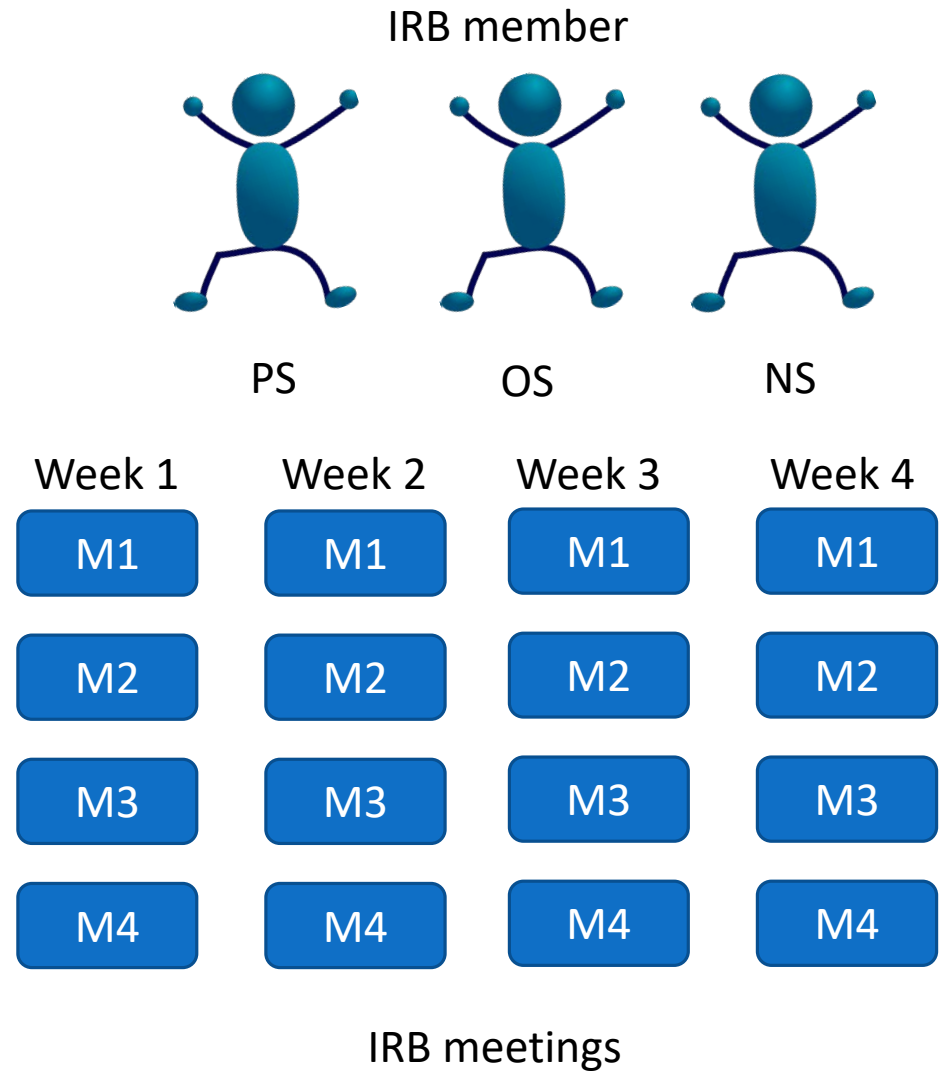 IRB member
PS OS NS
Week 1 Week 2 Week 3 Week 4
M1 M1 M1 M1
M2 M2 M2 M2
M3 M3 M3 M3
M4 M4 M4 M4
IRB meetings